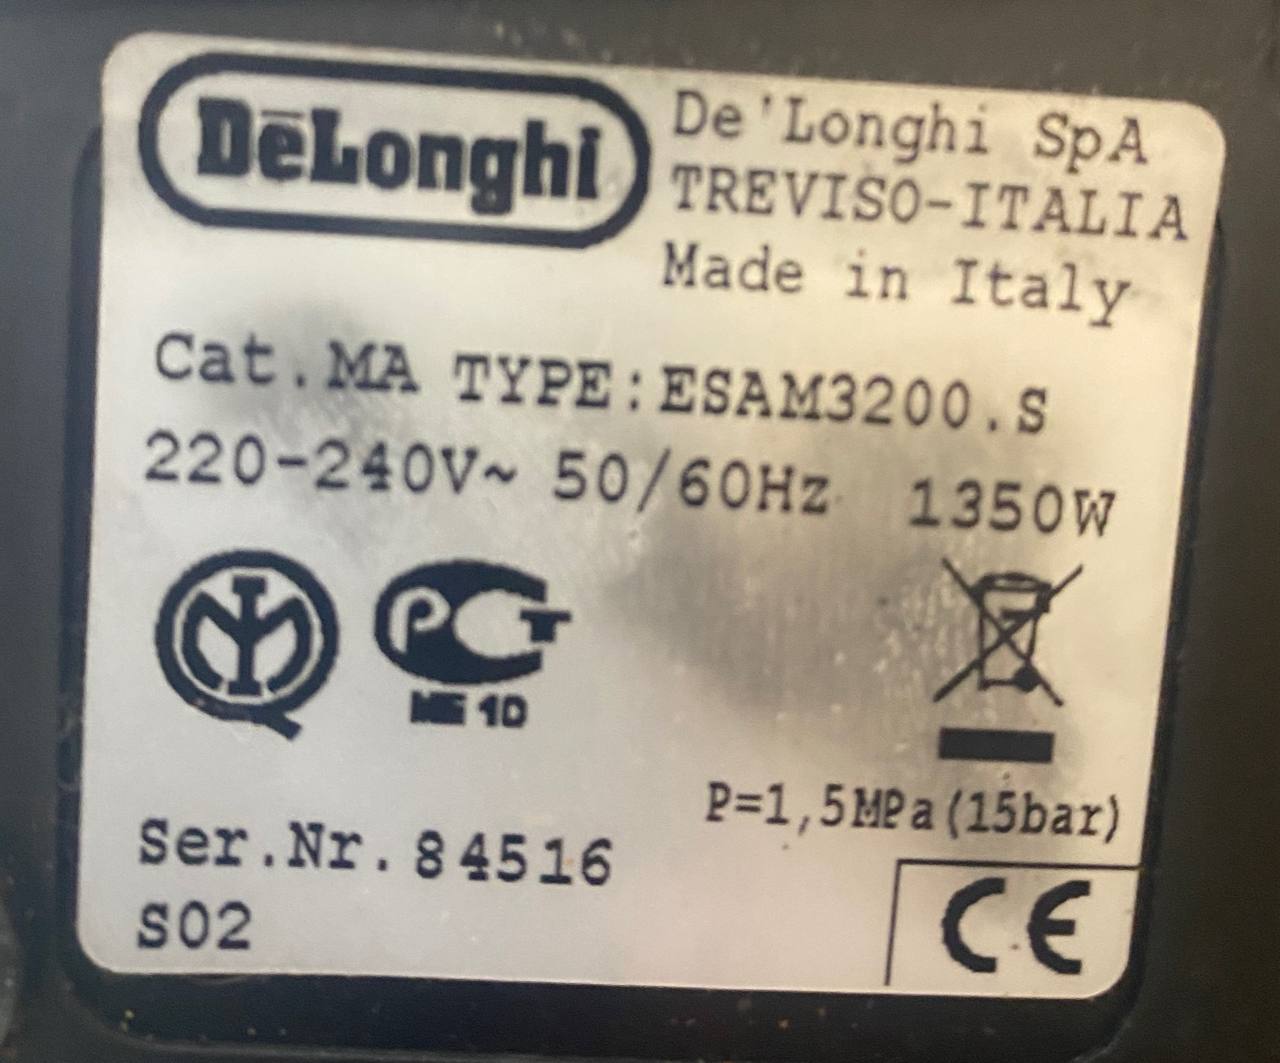 DeLonghi
De'Longhi SpA
TREVISO-ITALIA
Made in Italy
Cat.MA TYPE:ESAM3200.S
220-240V~ 50/60Hz 1350W
PCT
ME 10
P=1,5MPa(15bar)
Ser.Nr. 84516
S02
CE